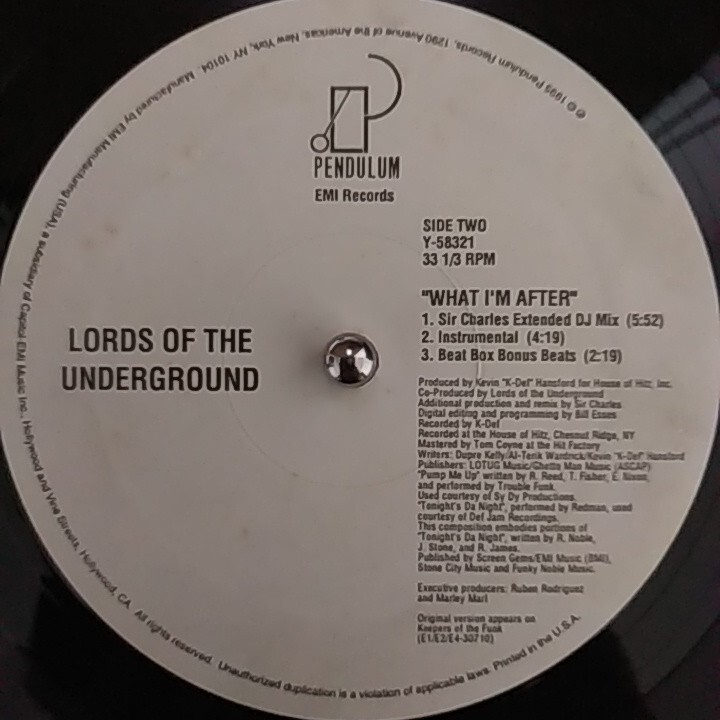 PENDULUM
EMI Records
SIDE TWO
Y-58321
33 1/3 RPM
LORDS OF THE
UNDERGROUND
"WHAT I'M AFTER"
1. Sir Charles Extended DJ Mix (5:52)
2. Instrumental (4:19)
3. Beat Box Bonus Beats (2:19)
Produced by Kevin "K-Def" Hansford for House of Hitz, Inc.
Co-Produced by Lords of the Underground
Additional production and remix by Sir Charles
Digital editing and programming by Bill Esses
Recorded by K-Def
Recorded at the House of Hitz, Chesnut Ridge, NY
Mastered by Tom Coyne at the Hit Factory
Writers: Dupre Kelly/Al-Terik Wardrick/Kevin "K-Def" Hansford
Publishers: LOTUG Music/Ghetto Man Music (ASCAP)
"Pump Me Up" written by R. Reed, T. Fisher, E. Nixon,
and performed by Trouble Funk.
Used courtesy of Sy Dy Productions.
"Tonight's Da Night", performed by Redman, used
courtesy of Def Jam Recordings.
This composition embodies portions of
"Tonight's Da Night", written by R. Noble,
J. Stone, and R. James.
Published by Screen Gems/EMI Music (BMI),
Stone City Music and Funky Noble Music.
Executive producers: Ruben Rodriguez
and Marley Marl
Original version appears on
Keepers of the Funk
(E1/E2/E4-30710)
℗ © 1995 Pendulum Records, 1290 Avenue of the Americas, New York, NY 10104. Manufactured by EMI Manufacturing (USA), a subsidiary of Capitol-EMI Music Inc., Hollywood and Vine Streets, Hollywood, CA. All rights reserved. Unauthorized duplication is a violation of applicable laws. Printed in the U.S.A.